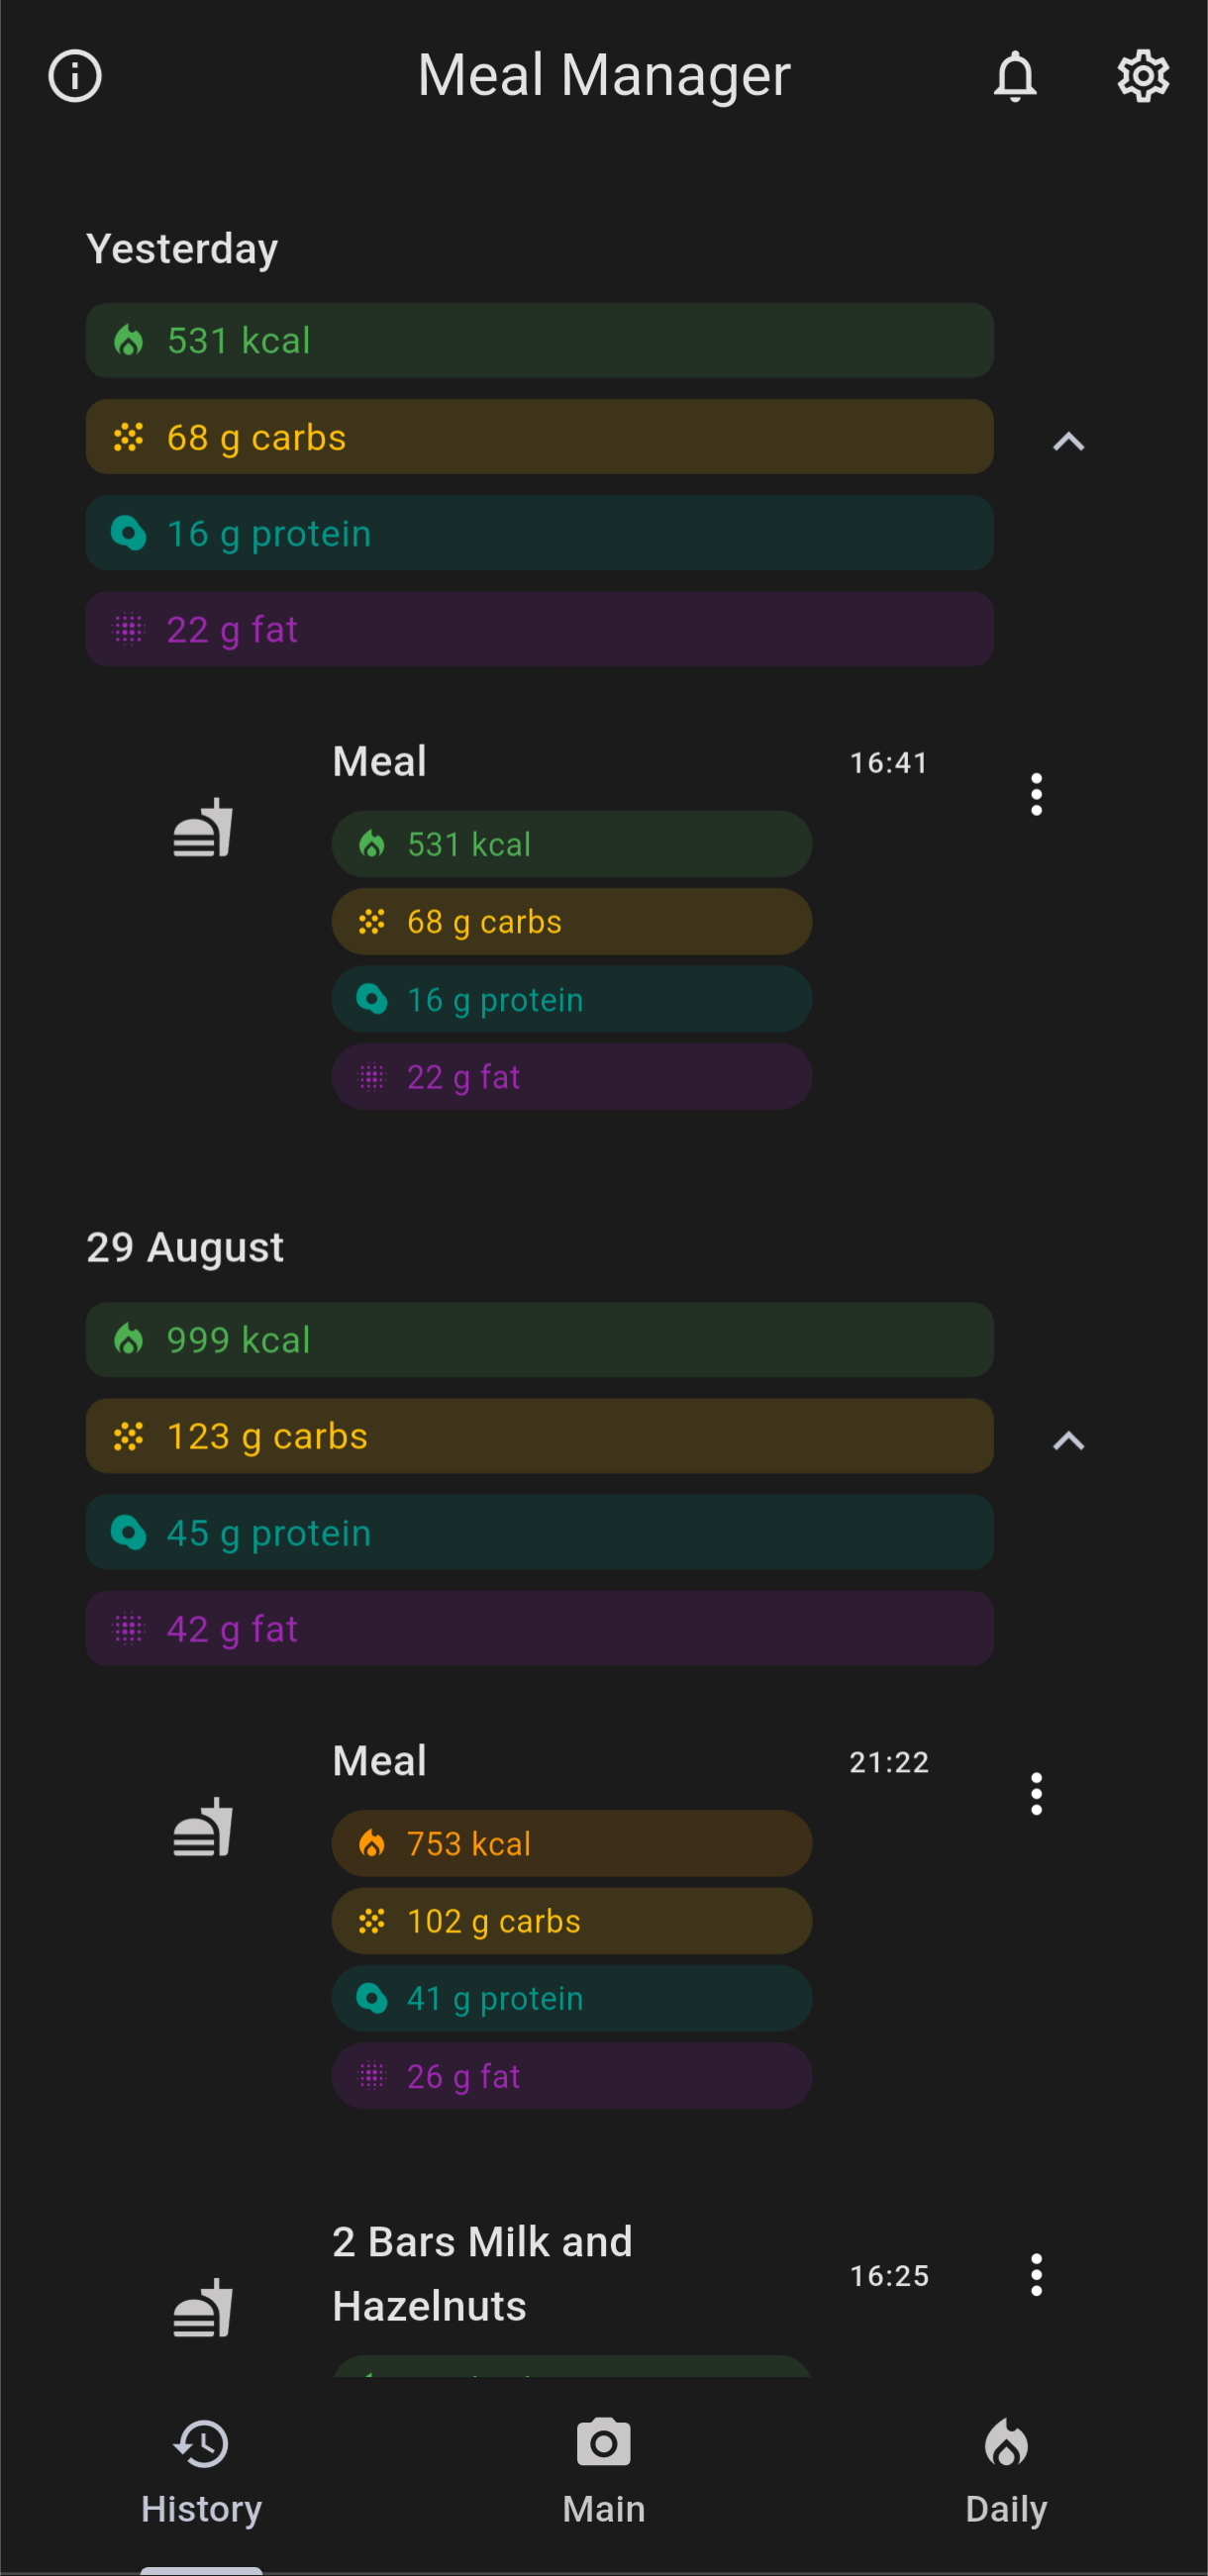 Meal Manager
Yesterday
531 kcal
68 g carbs
16 g protein
22 g fat
Meal 16:41
531 kcal
68 g carbs
16 g protein
22 g fat
29 August
999 kcal
123 g carbs
45 g protein
42 g fat
Meal 21:22
753 kcal
102 g carbs
41 g protein
26 g fat
2 Bars Milk and
Hazelnuts
16:25
History Main Daily